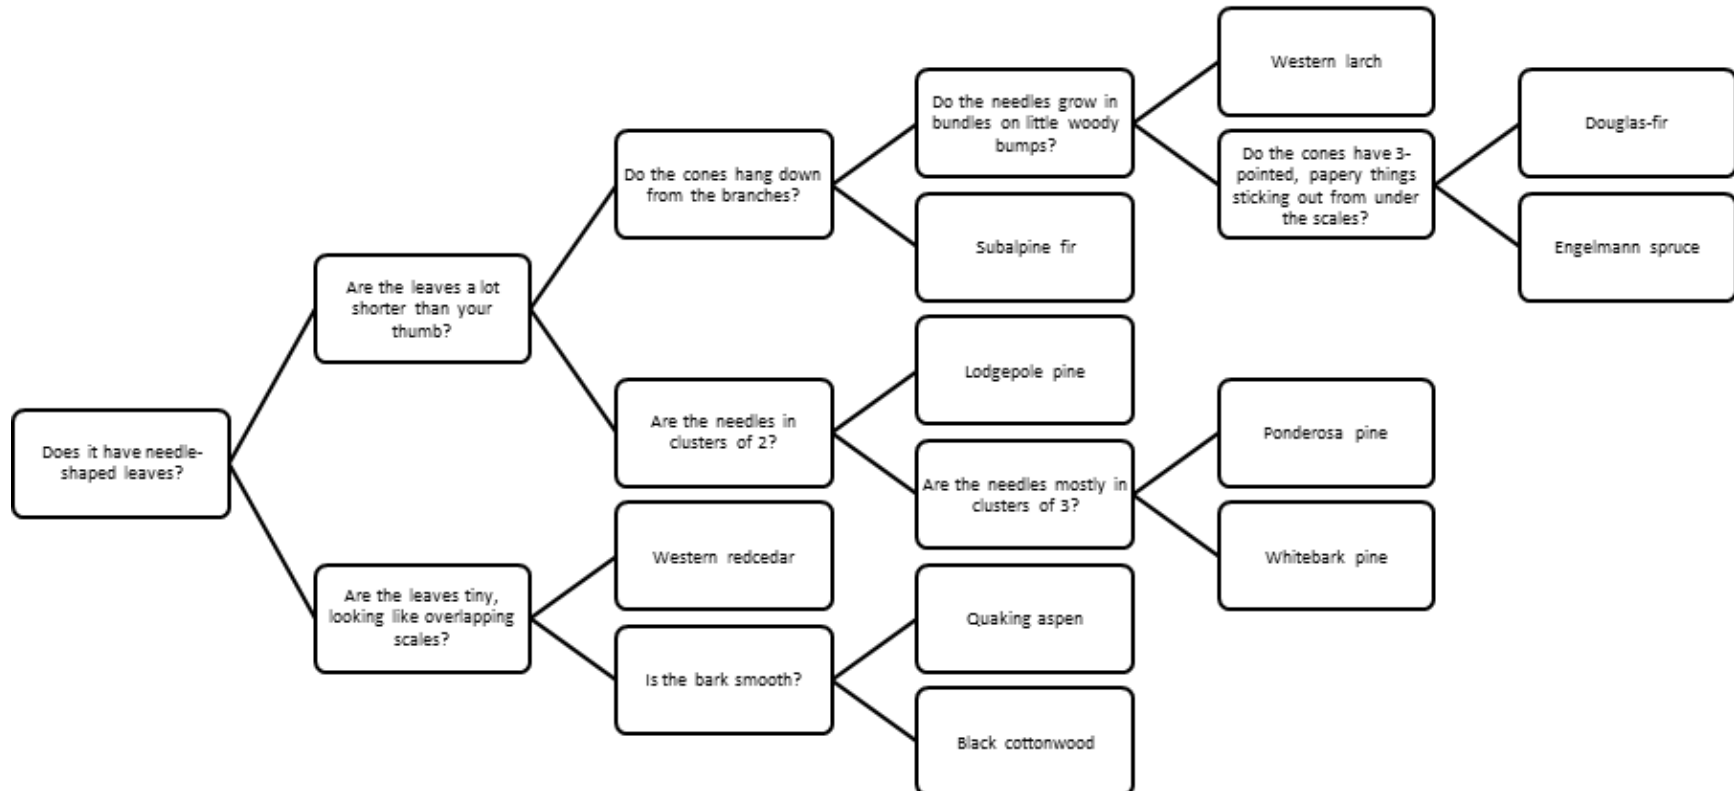 Does it have needle-
shaped leaves?
Are the leaves a lot
shorter than your
thumb?
Are the leaves tiny,
looking like overlapping
scales?
Do the cones hang down
from the branches?
Are the needles in
clusters of 2?
Western redcedar
Is the bark smooth?
Do the needles grow in
bundles on little woody
bumps?
Subalpine fir
Lodgepole pine
Are the needles mostly in
clusters of 3?
Quaking aspen
Black cottonwood
Western larch
Do the cones have 3-
pointed, papery things
sticking out from under
the scales?
Ponderosa pine
Whitebark pine
Douglas-fir
Engelmann spruce